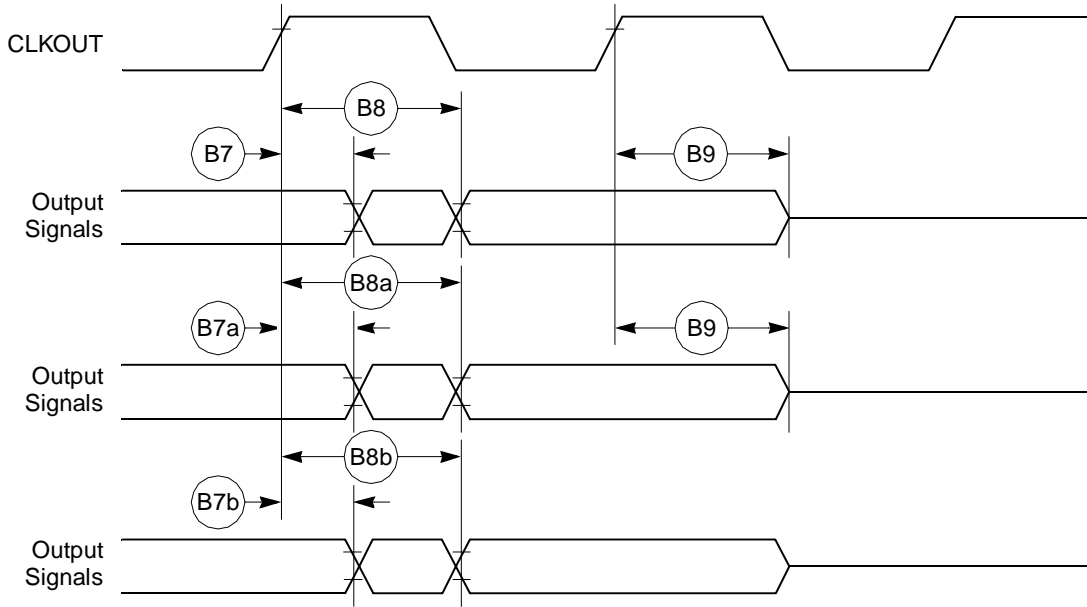 CLKOUT
B8
B7
B9
Output
Signals
B8a
B7a
B9
Output
Signals
B8b
B7b
Output
Signals